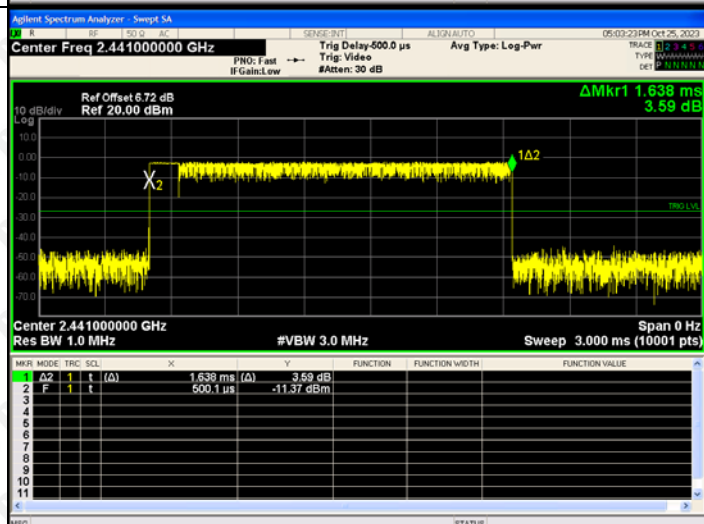 Agilent Spectrum Analyzer - Swept SA
R RF 50 Ω AC SENSE:INT ALIGNAUTO 05:03:23 PM Oct 25, 2023
Center Freq 2.441000000 GHz
PNO: Fast
IFGain:Low
Trig Delay-500.0 µs
Trig: Video
#Atten: 30 dB
Avg Type: Log-Pwr
TRACE 1 2 3 4 5 6
TYPE
DET P N N N N N
ΔMkr1 1.638 ms
3.59 dB
Ref Offset 6.72 dB
10 dB/div Ref 20.00 dBm
Log
10.0
0.00
-10.0
-20.0
-30.0
-40.0
-50.0
-60.0
-70.0
1Δ2
X2
TRIG LVL
Center 2.441000000 GHz Span 0 Hz
Res BW 1.0 MHz #VBW 3.0 MHz Sweep 3.000 ms (10001 pts)
MKR MODE TRC SCL X Y FUNCTION FUNCTION WIDTH FUNCTION VALUE
1 Δ2 1 t (Δ) 1.638 ms (Δ) 3.59 dB
2 F 1 t 500.1 µs -11.37 dBm
3
4
5
6
7
8
9
10
11
MSG STATUS